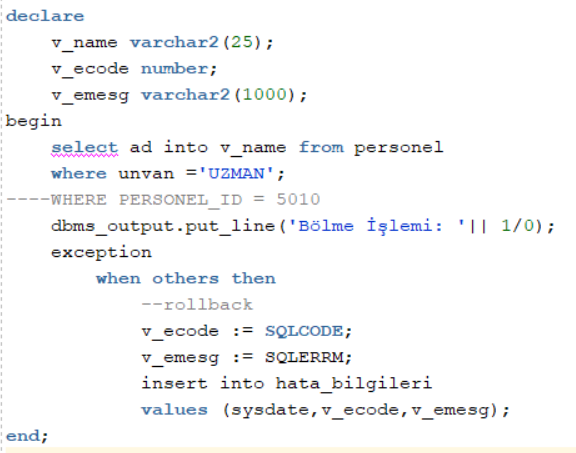 declare
    v_name varchar2(25);
    v_ecode number;
    v_emesg varchar2(1000);
begin
    select ad into v_name from personel
    where unvan ='UZMAN';
----WHERE PERSONEL_ID = 5010
    dbms_output.put_line('Bölme İşlemi: '|| 1/0);
    exception
        when others then
            --rollback
            v_ecode := SQLCODE;
            v_emesg := SQLERRM;
            insert into hata_bilgileri
            values (sysdate,v_ecode,v_emesg);
end;